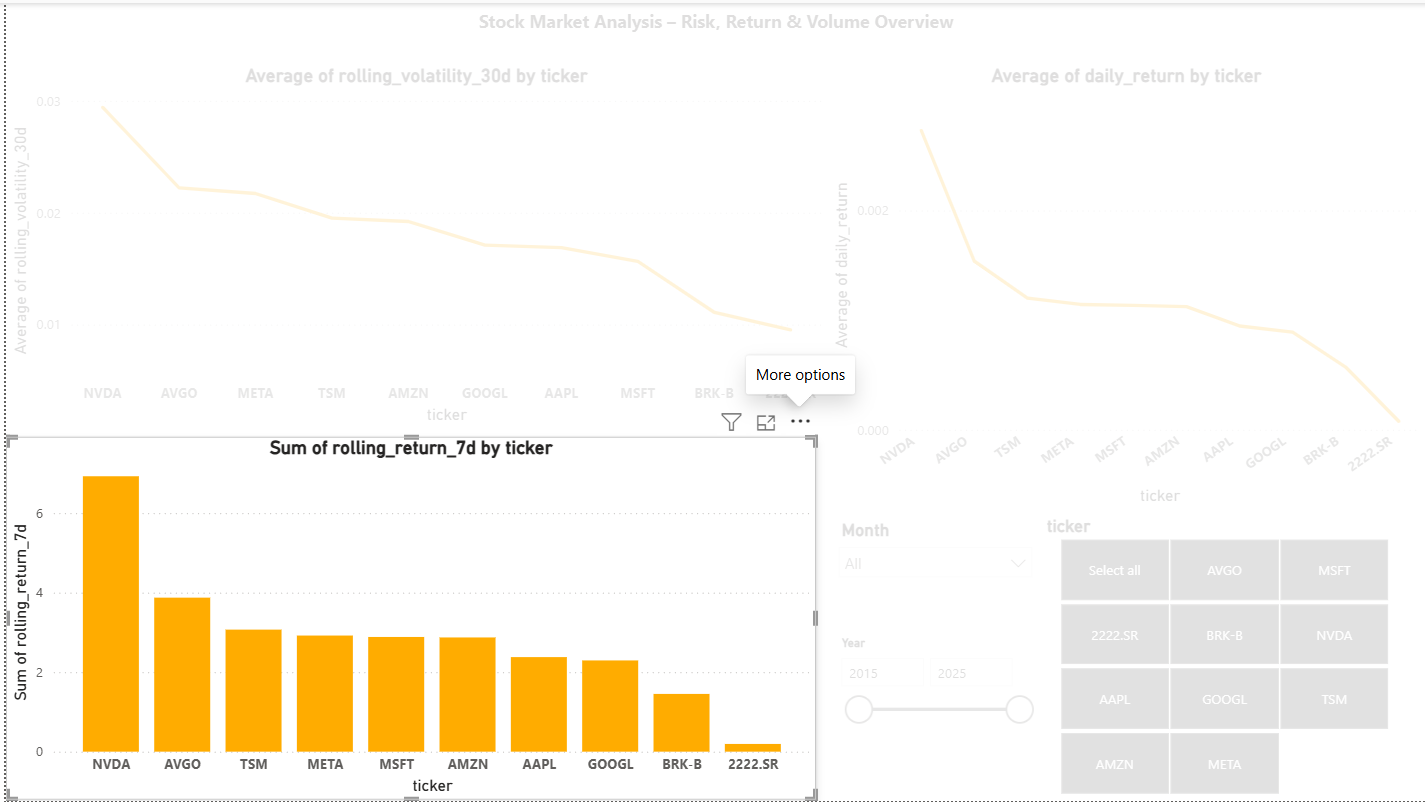 Stock Market Analysis – Risk, Return & Volume Overview
Average of rolling_volatility_30d by ticker
Average of rolling_volatility_30d
0.03
0.02
0.01
NVDA AVGO META TSM AMZN GOOGL AAPL MSFT BRK-B
ticker
Average of daily_return by ticker
Average of daily_return
0.002
0.000
NVDA AVGO TSM META MSFT AMZN AAPL GOOGL BRK-B 2222.SR
ticker
More options
Sum of rolling_return_7d by ticker
Sum of rolling_return_7d
6
4
2
0
NVDA AVGO TSM META MSFT AMZN AAPL GOOGL BRK-B 2222.SR
ticker
Month
All
Year
2015 2025
ticker
Select all AVGO MSFT
2222.SR BRK-B NVDA
AAPL GOOGL TSM
AMZN META